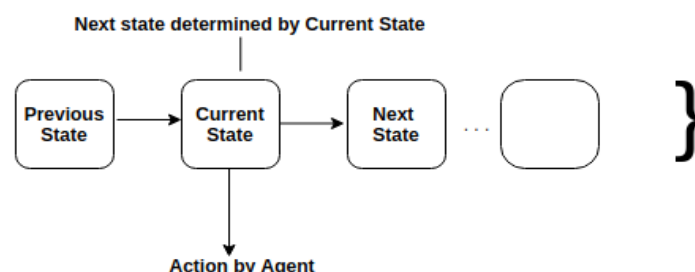 Next state determined by Current State
Previous
State
Current
State
Next
State
. . .
}
Action by Agent